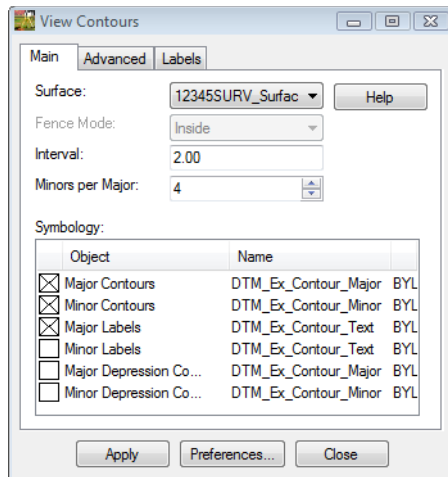 View Contours
Main Advanced Labels
Surface: 12345SURV_Surfac Help
Fence Mode: Inside
Interval: 2.00
Minors per Major: 4
Symbology:
Object Name
Major Contours DTM_Ex_Contour_Major BYL
Minor Contours DTM_Ex_Contour_Minor BYL
Major Labels DTM_Ex_Contour_Text BYL
Minor Labels DTM_Ex_Contour_Text BYL
Major Depression Co... DTM_Ex_Contour_Major BYL
Minor Depression Co... DTM_Ex_Contour_Minor BYL
Apply Preferences... Close